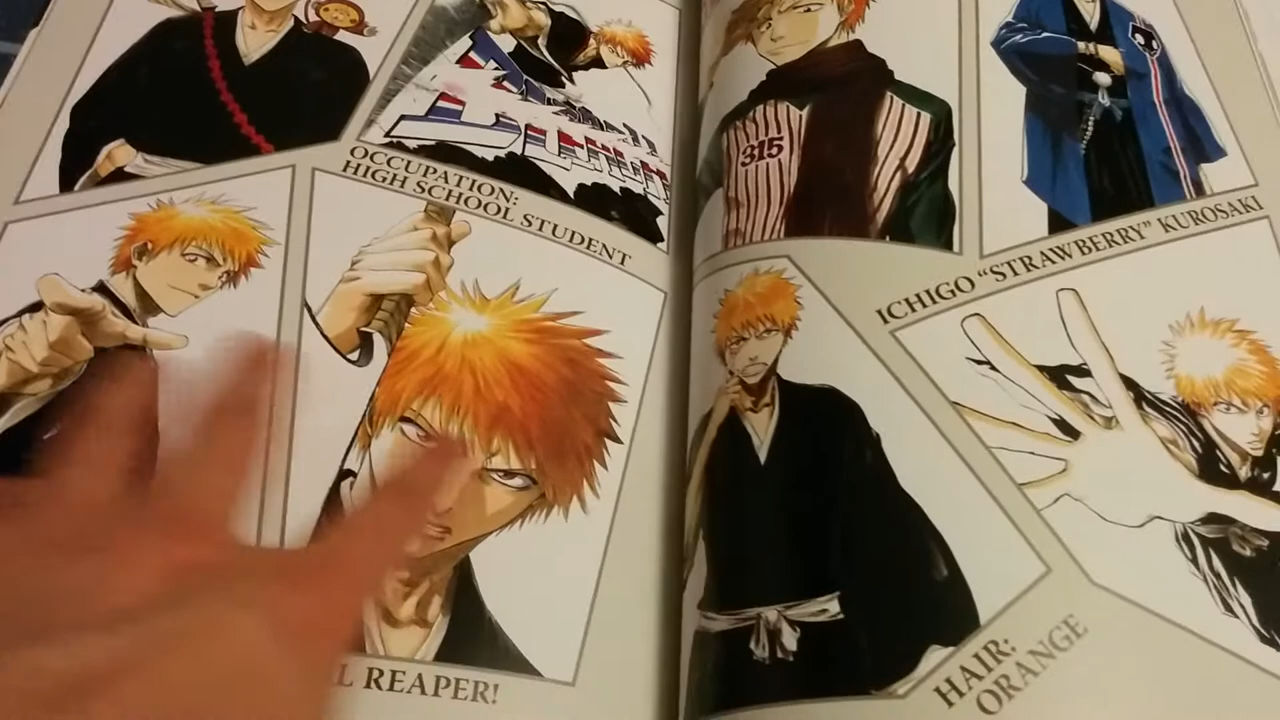 OCCUPATION:
HIGH SCHOOL STUDENT
L REAPER!
315
ICHIGO "STRAWBERRY" KUROSAKI
HAIR:
ORANGE